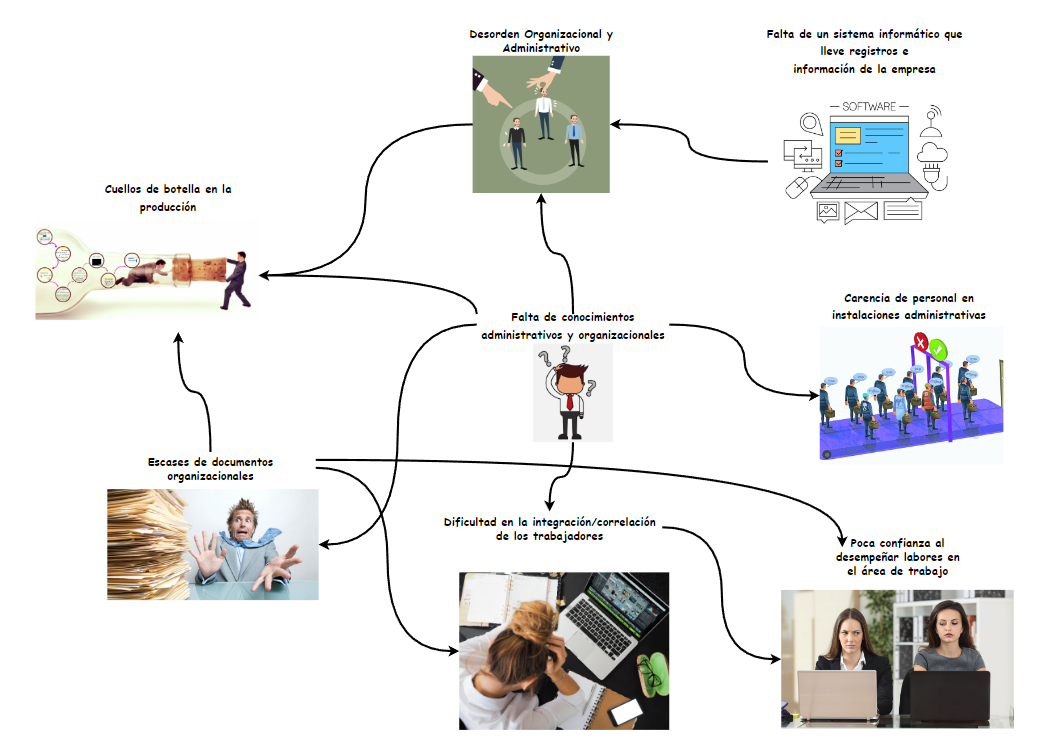 Desorden Organizacional y
Administrativo
Falta de un sistema informático que
lleve registros e
información de la empresa
SOFTWARE
Cuellos de botella en la
producción
Carencia de personal en
instalaciones administrativas
Falta de conocimientos
administrativos y organizacionales
Escases de documentos
organizacionales
Dificultad en la integración/correlación
de los trabajadores
Poca confianza al
desempeñar labores en
el área de trabajo